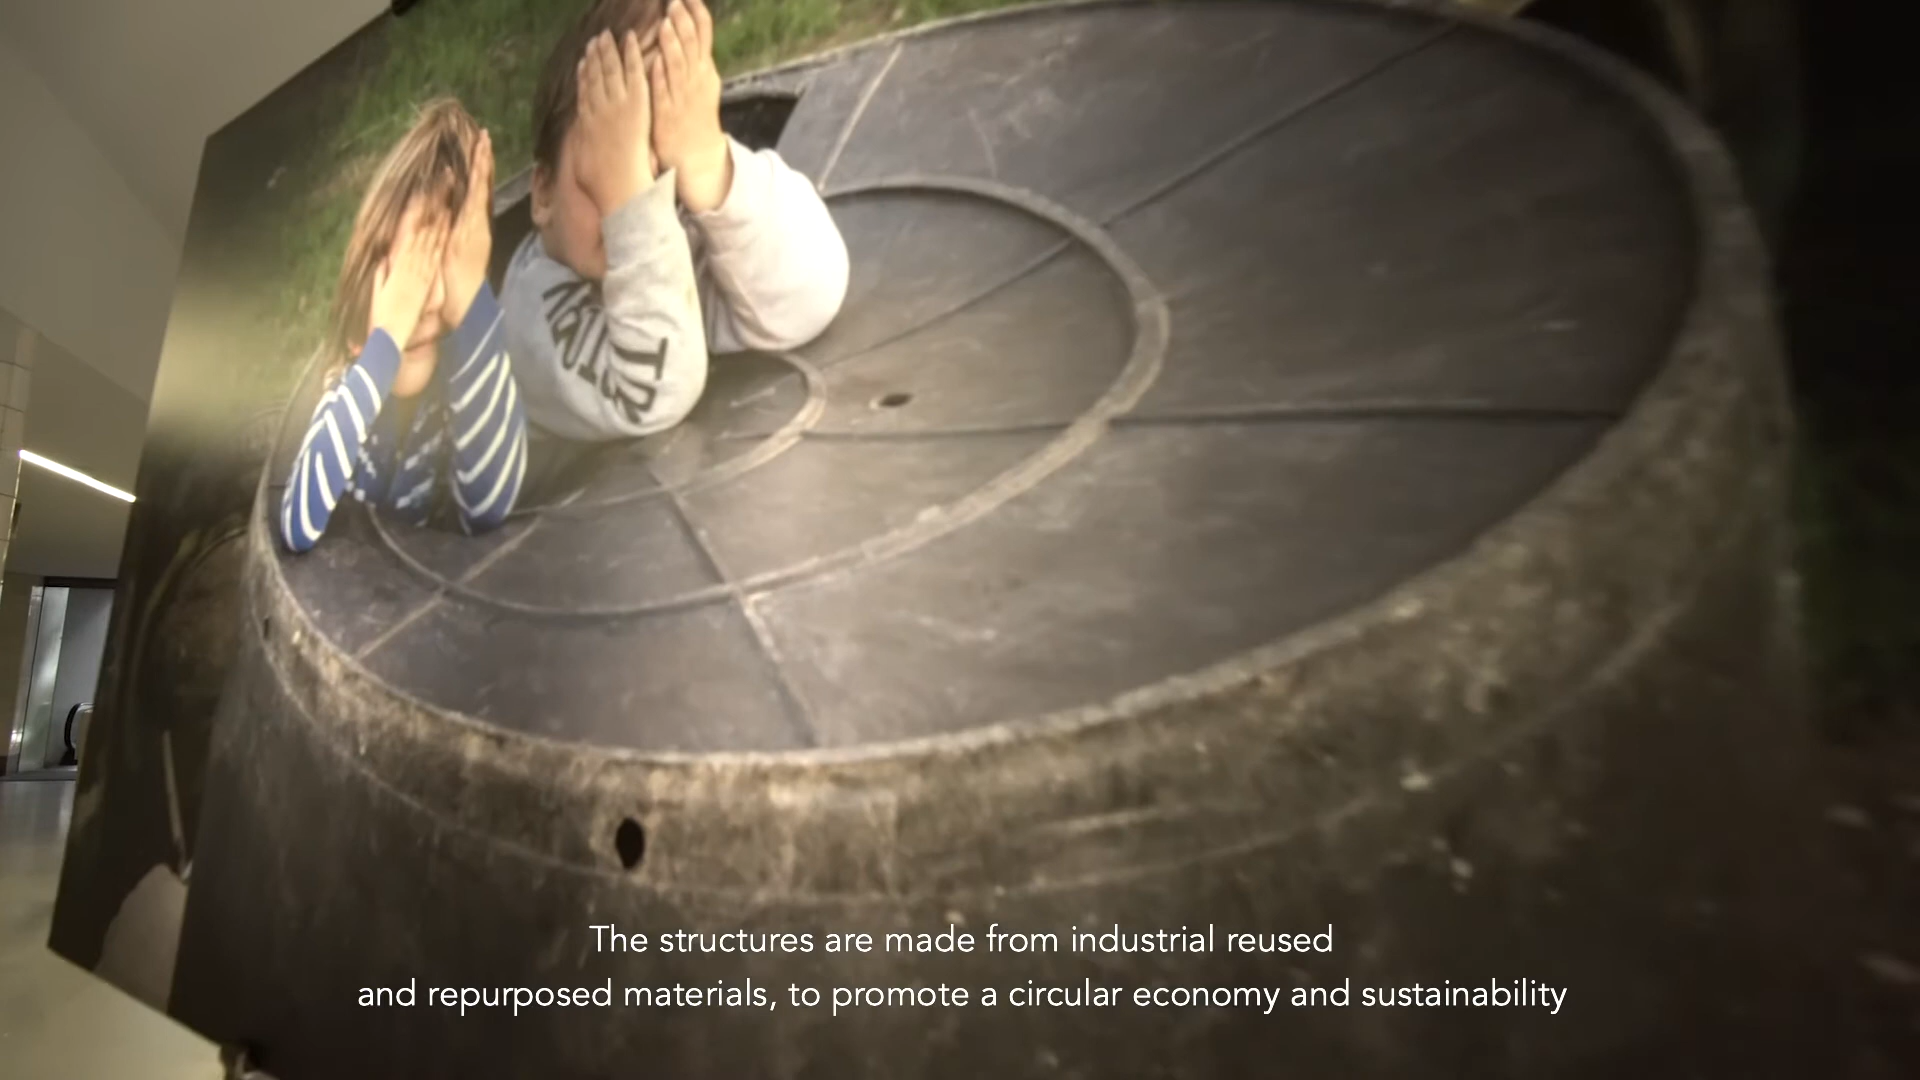 The structures are made from industrial reused
and repurposed materials, to promote a circular economy and sustainability